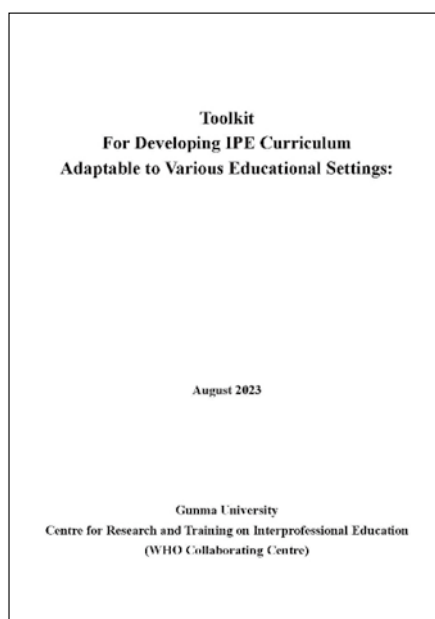 Toolkit
For Developing IPE Curriculum
Adaptable to Various Educational Settings:
August 2023
Gunma University
Centre for Research and Training on Interprofessional Education
(WHO Collaborating Centre)